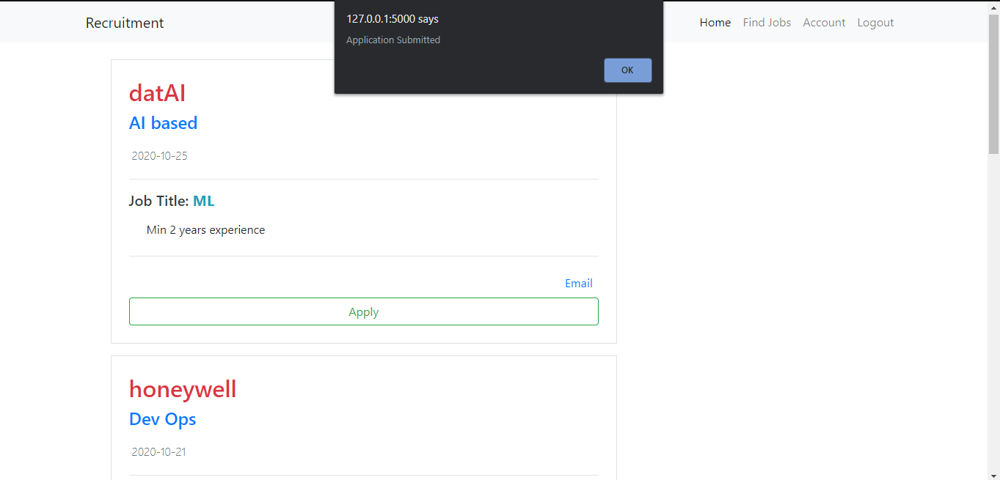 Recruitment
Home Find Jobs Account Logout
127.0.0.1:5000 says
Application Submitted
OK
datAI
AI based
2020-10-25
Job Title: ML
Min 2 years experience
Email
Apply
honeywell
Dev Ops
2020-10-21